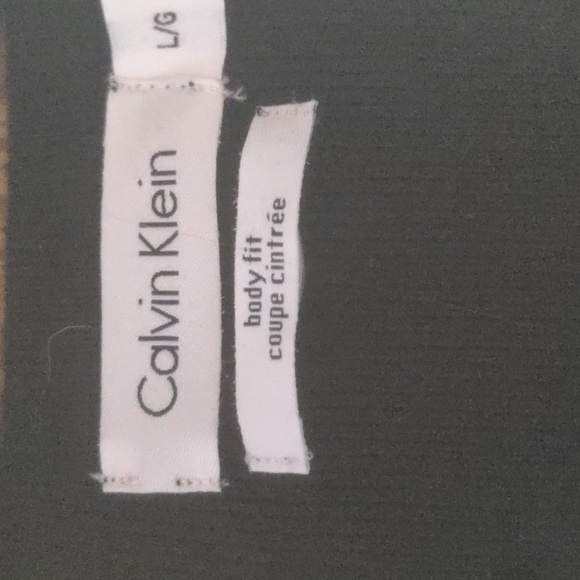 Calvin Klein
L/G
body fit
coupe cintrée